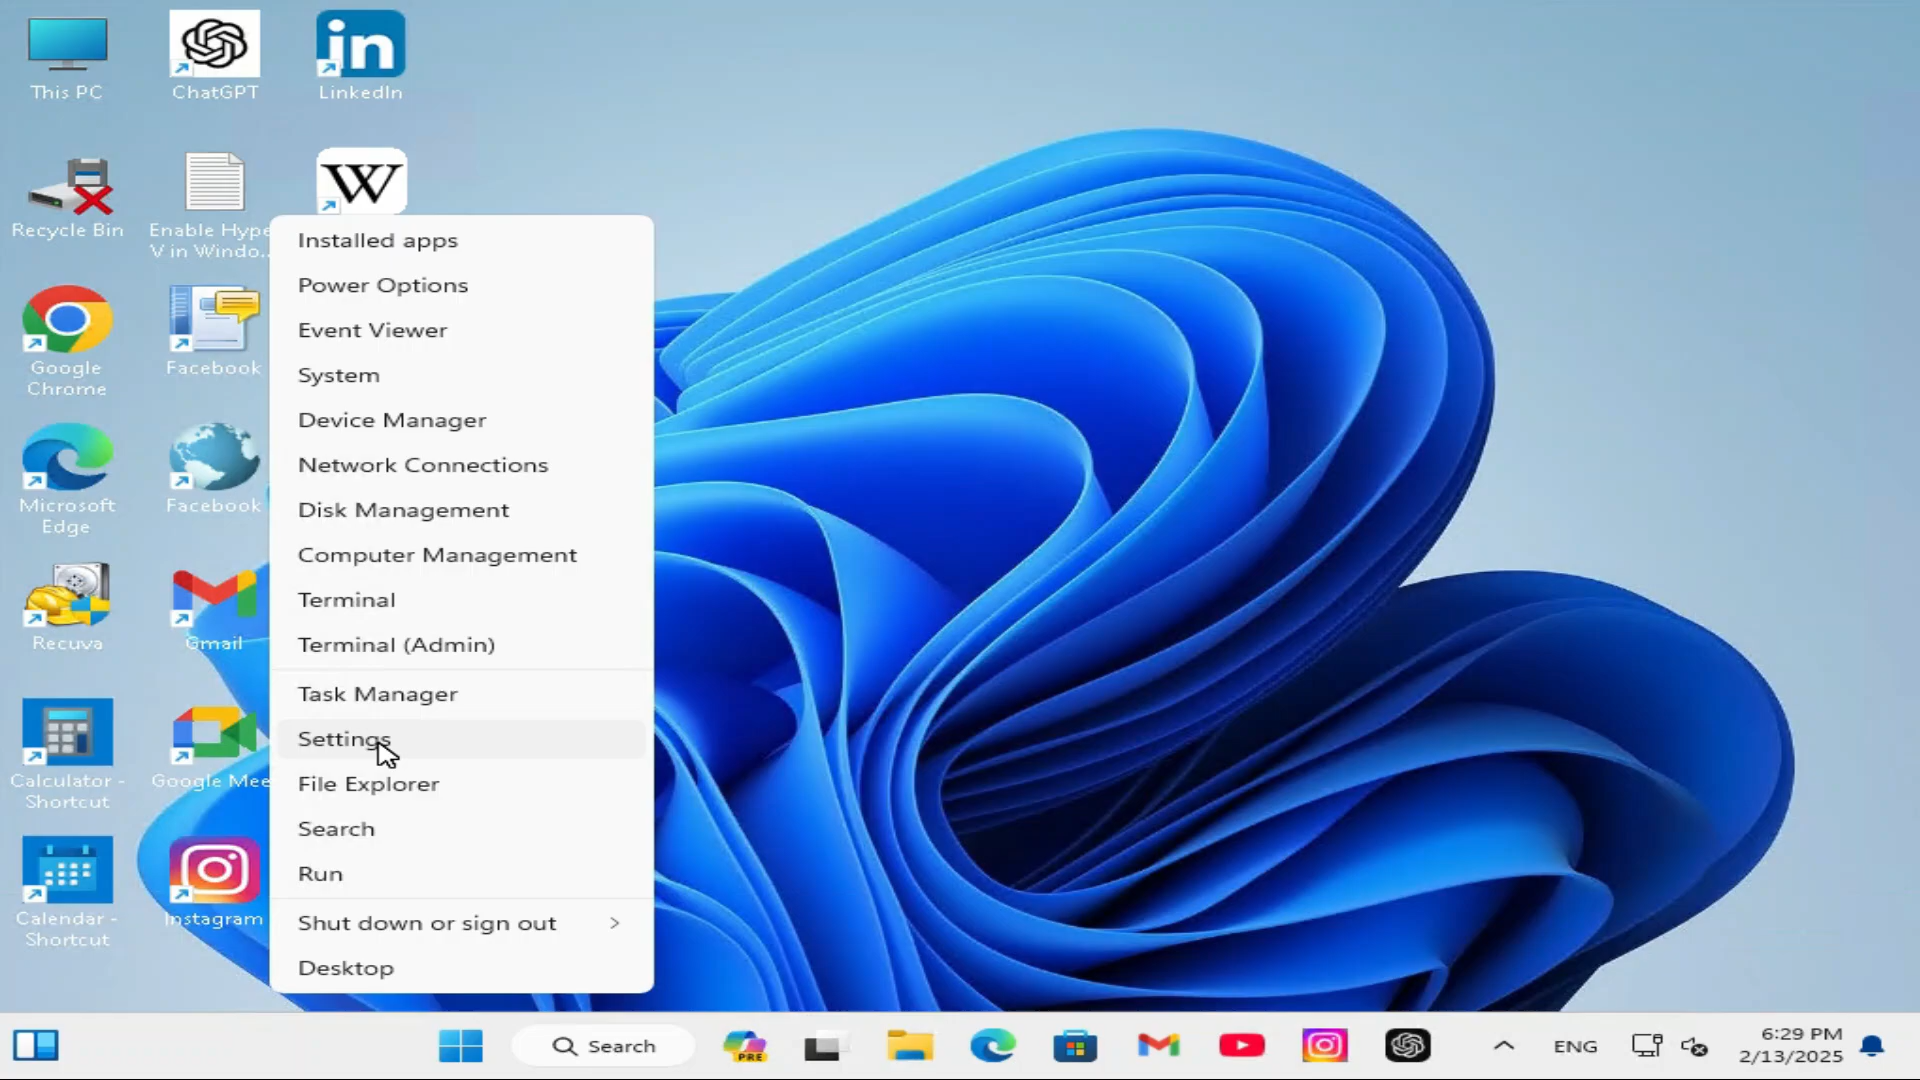 This PC
ChatGPT
in
LinkedIn
Recycle Bin
Enable Hype
V in Windo..
W
Google
Chrome
Facebook
Microsoft
Edge
Facebook
Recuva
Gmail
Calculator -
Shortcut
Google Mee
Calendar -
Shortcut
Instagram
Installed apps
Power Options
Event Viewer
System
Device Manager
Network Connections
Disk Management
Computer Management
Terminal
Terminal (Admin)
Task Manager
Settings
File Explorer
Search
Run
Shut down or sign out
Desktop
Search
PRE
ENG
6:29 PM
2/13/2025